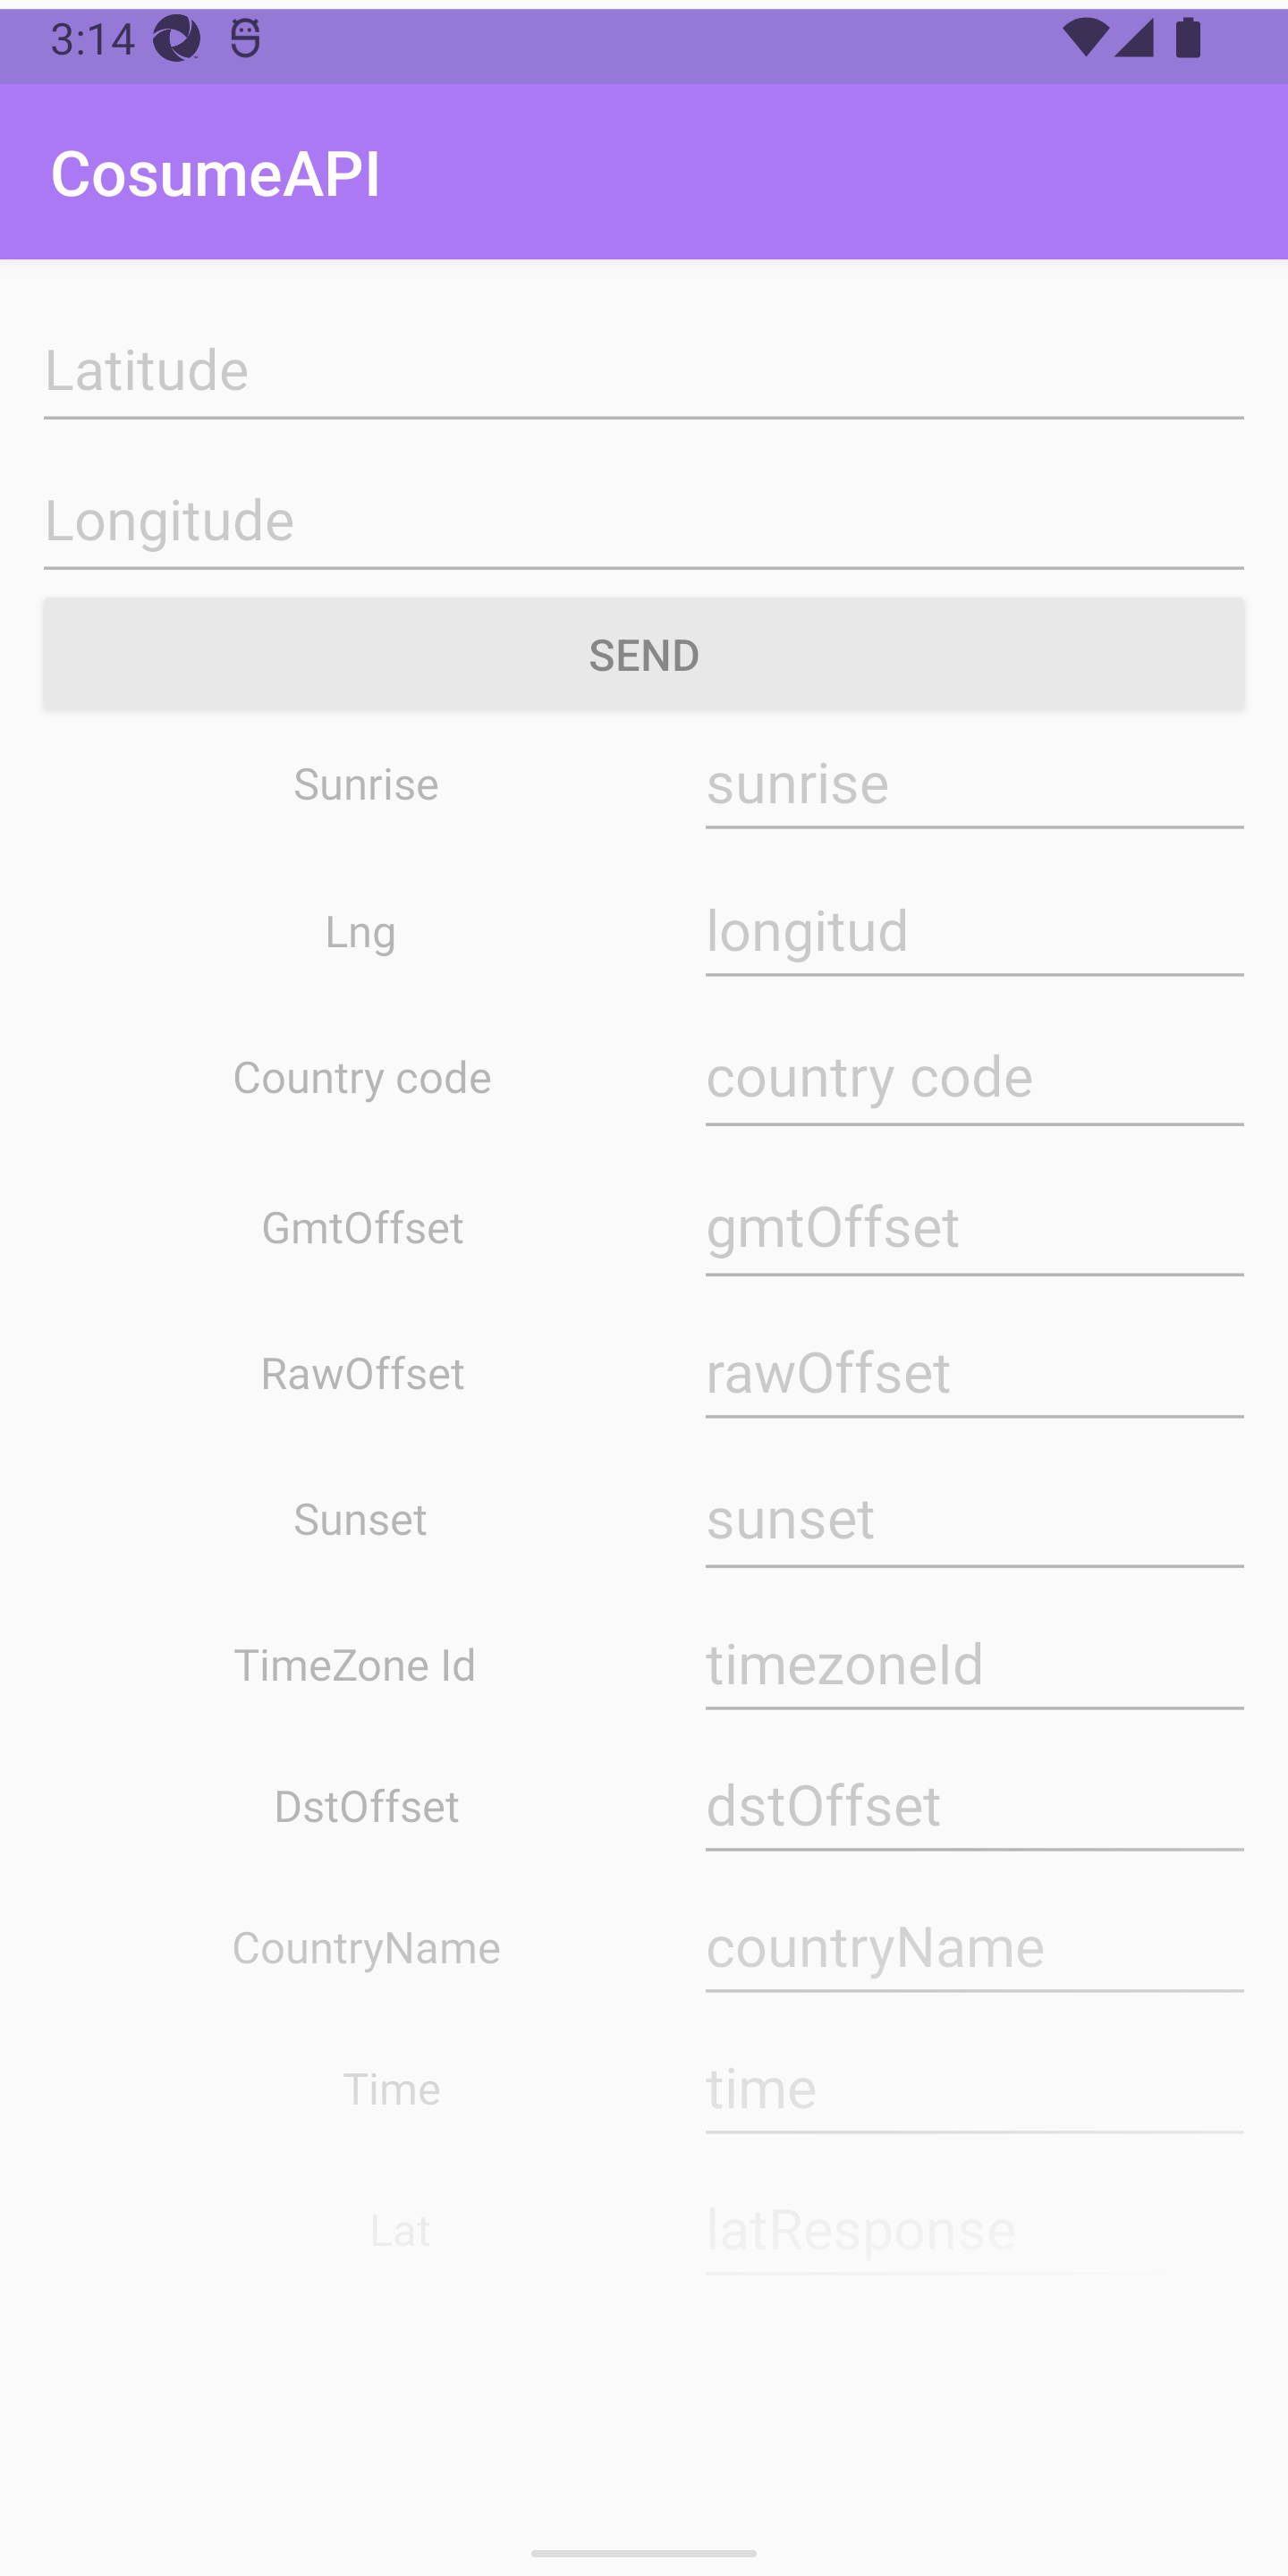 3:14
CosumeAPI
Latitude
Longitude
SEND
Sunrise sunrise
Lng longitud
Country code country code
GmtOffset gmtOffset
RawOffset rawOffset
Sunset sunset
TimeZone Id timezoneId
DstOffset dstOffset
CountryName countryName
Time time
Lat latResponse